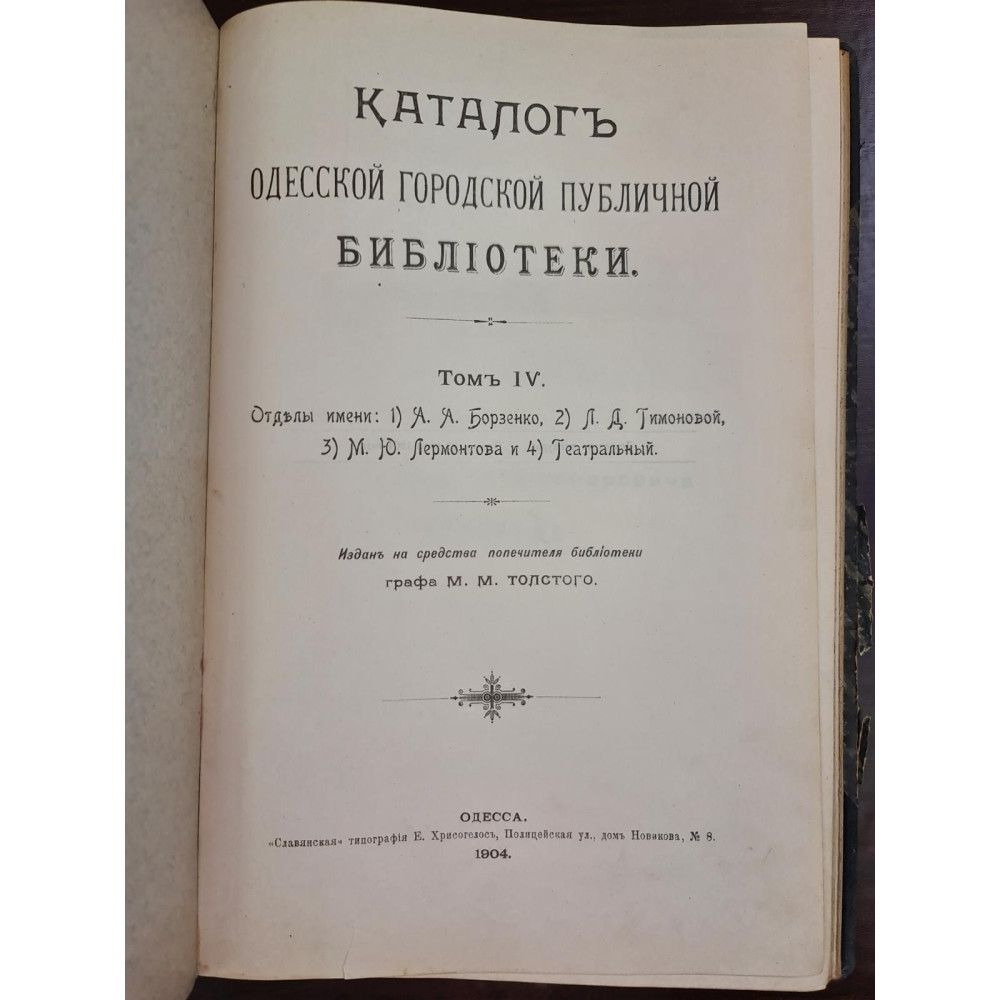 КАТАЛОГЪ
ОДЕССКОЙ ГОРОДСКОЙ ПУБЛИЧНОЙ
БИБЛІОТЕКИ.
Томъ IV.
Отдѣлы имени: 1) А. А. Борзенко, 2) Л. Д. Тимоновой,
3) М. Ю. Лермонтова и 4) Театральный.
Изданъ на средства попечителя библіотеки
графа М. М. ТОЛСТОГО.
ОДЕССА.
„Славянская“ типографія Е. Хрисогелосъ, Полицейская ул., домъ Новикова, № 8.
1904.